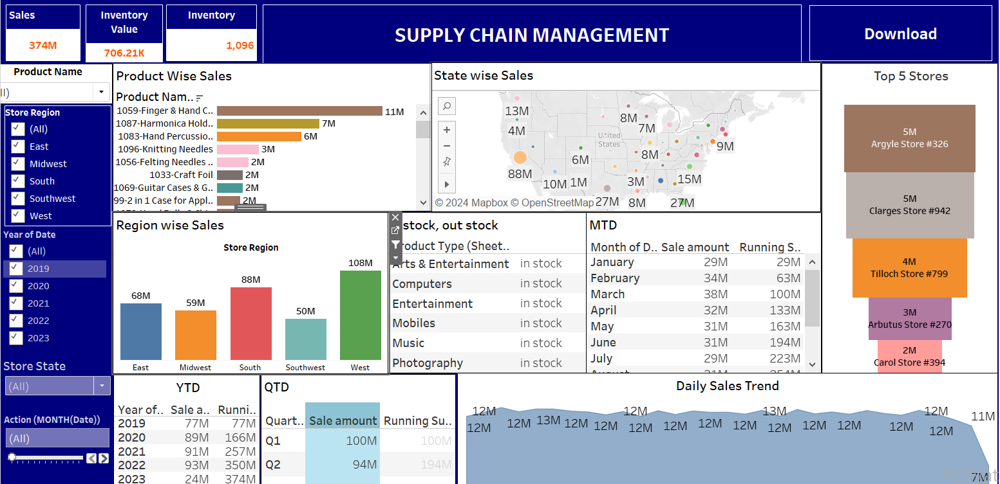 Sales
374M
Inventory
Value
706.21K
Inventory
1,096
SUPPLY CHAIN MANAGEMENT
Download
Product Name
ll)
Store Region
(All)
East
Midwest
South
Southwest
West
Year of Date
(All)
2019
2020
2021
2022
2023
Store State
(All)
Action (MONTH(Date))
(All)
Product Wise Sales
Product Nam..
1059-Finger & Hand C.. 11M
1087-Harmonica Hold.. 7M
1083-Hand Percussio.. 6M
1096-Knitting Needles 3M
1056-Felting Needles .. 2M
1033-Craft Foil 2M
1069-Guitar Cases & G.. 2M
99-2 in 1 Case for Appl.. 2M
State wise Sales
13M
8M
4M
7M
United
States
9M
6M
8M
88M
10M
1M
3M
15M
27M
8M
27M
© 2024 Mapbox © OpenStreetMap
Top 5 Stores
5M
Argyle Store #326
5M
Clarges Store #942
4M
Tilloch Store #799
3M
Arbutus Store #270
2M
Carol Store #394
Region wise Sales
Store Region
68M
59M
88M
50M
108M
East
Midwest
South
Southwest
West
stock, out stock
roduct Type (Sheet..
Arts & Entertainment in stock
Computers in stock
Entertainment in stock
Mobiles in stock
Music in stock
Photography in stock
MTD
Month of D.. Sale amount Running S..
January 29M 29M
February 34M 63M
March 38M 100M
April 32M 133M
May 31M 163M
June 31M 194M
July 29M 223M
August 31M 254M
YTD
Year of.. Sale a.. Runni..
2019 77M 77M
2020 89M 166M
2021 91M 257M
2022 93M 350M
2023 24M 374M
QTD
Quart.. Sale amount Running Su..
Q1 100M 100M
Q2 94M 194M
Daily Sales Trend
12M
12M
12M
13M
12M
12M
12M
12M
12M
12M
12M
13M
12M
12M
12M
12M
12M
12M
11M
7M